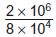 2 × 10⁶
8 × 10⁴